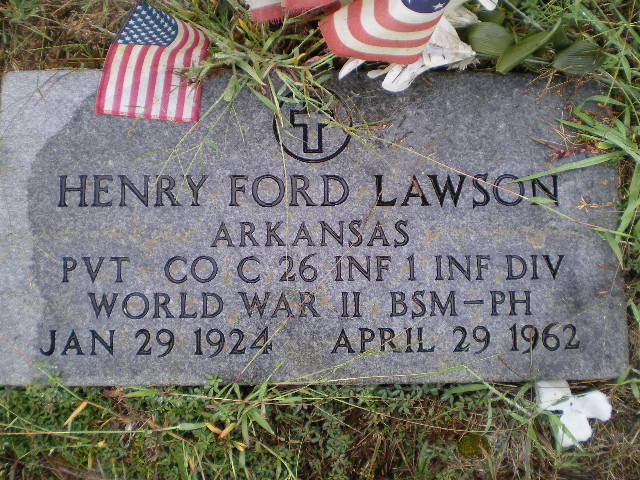 HENRY FORD LAWSON
ARKANSAS
PVT CO C 26 INF 1 INF DIV
WORLD WAR II BSM-PH
JAN 29 1924 APRIL 29 1962